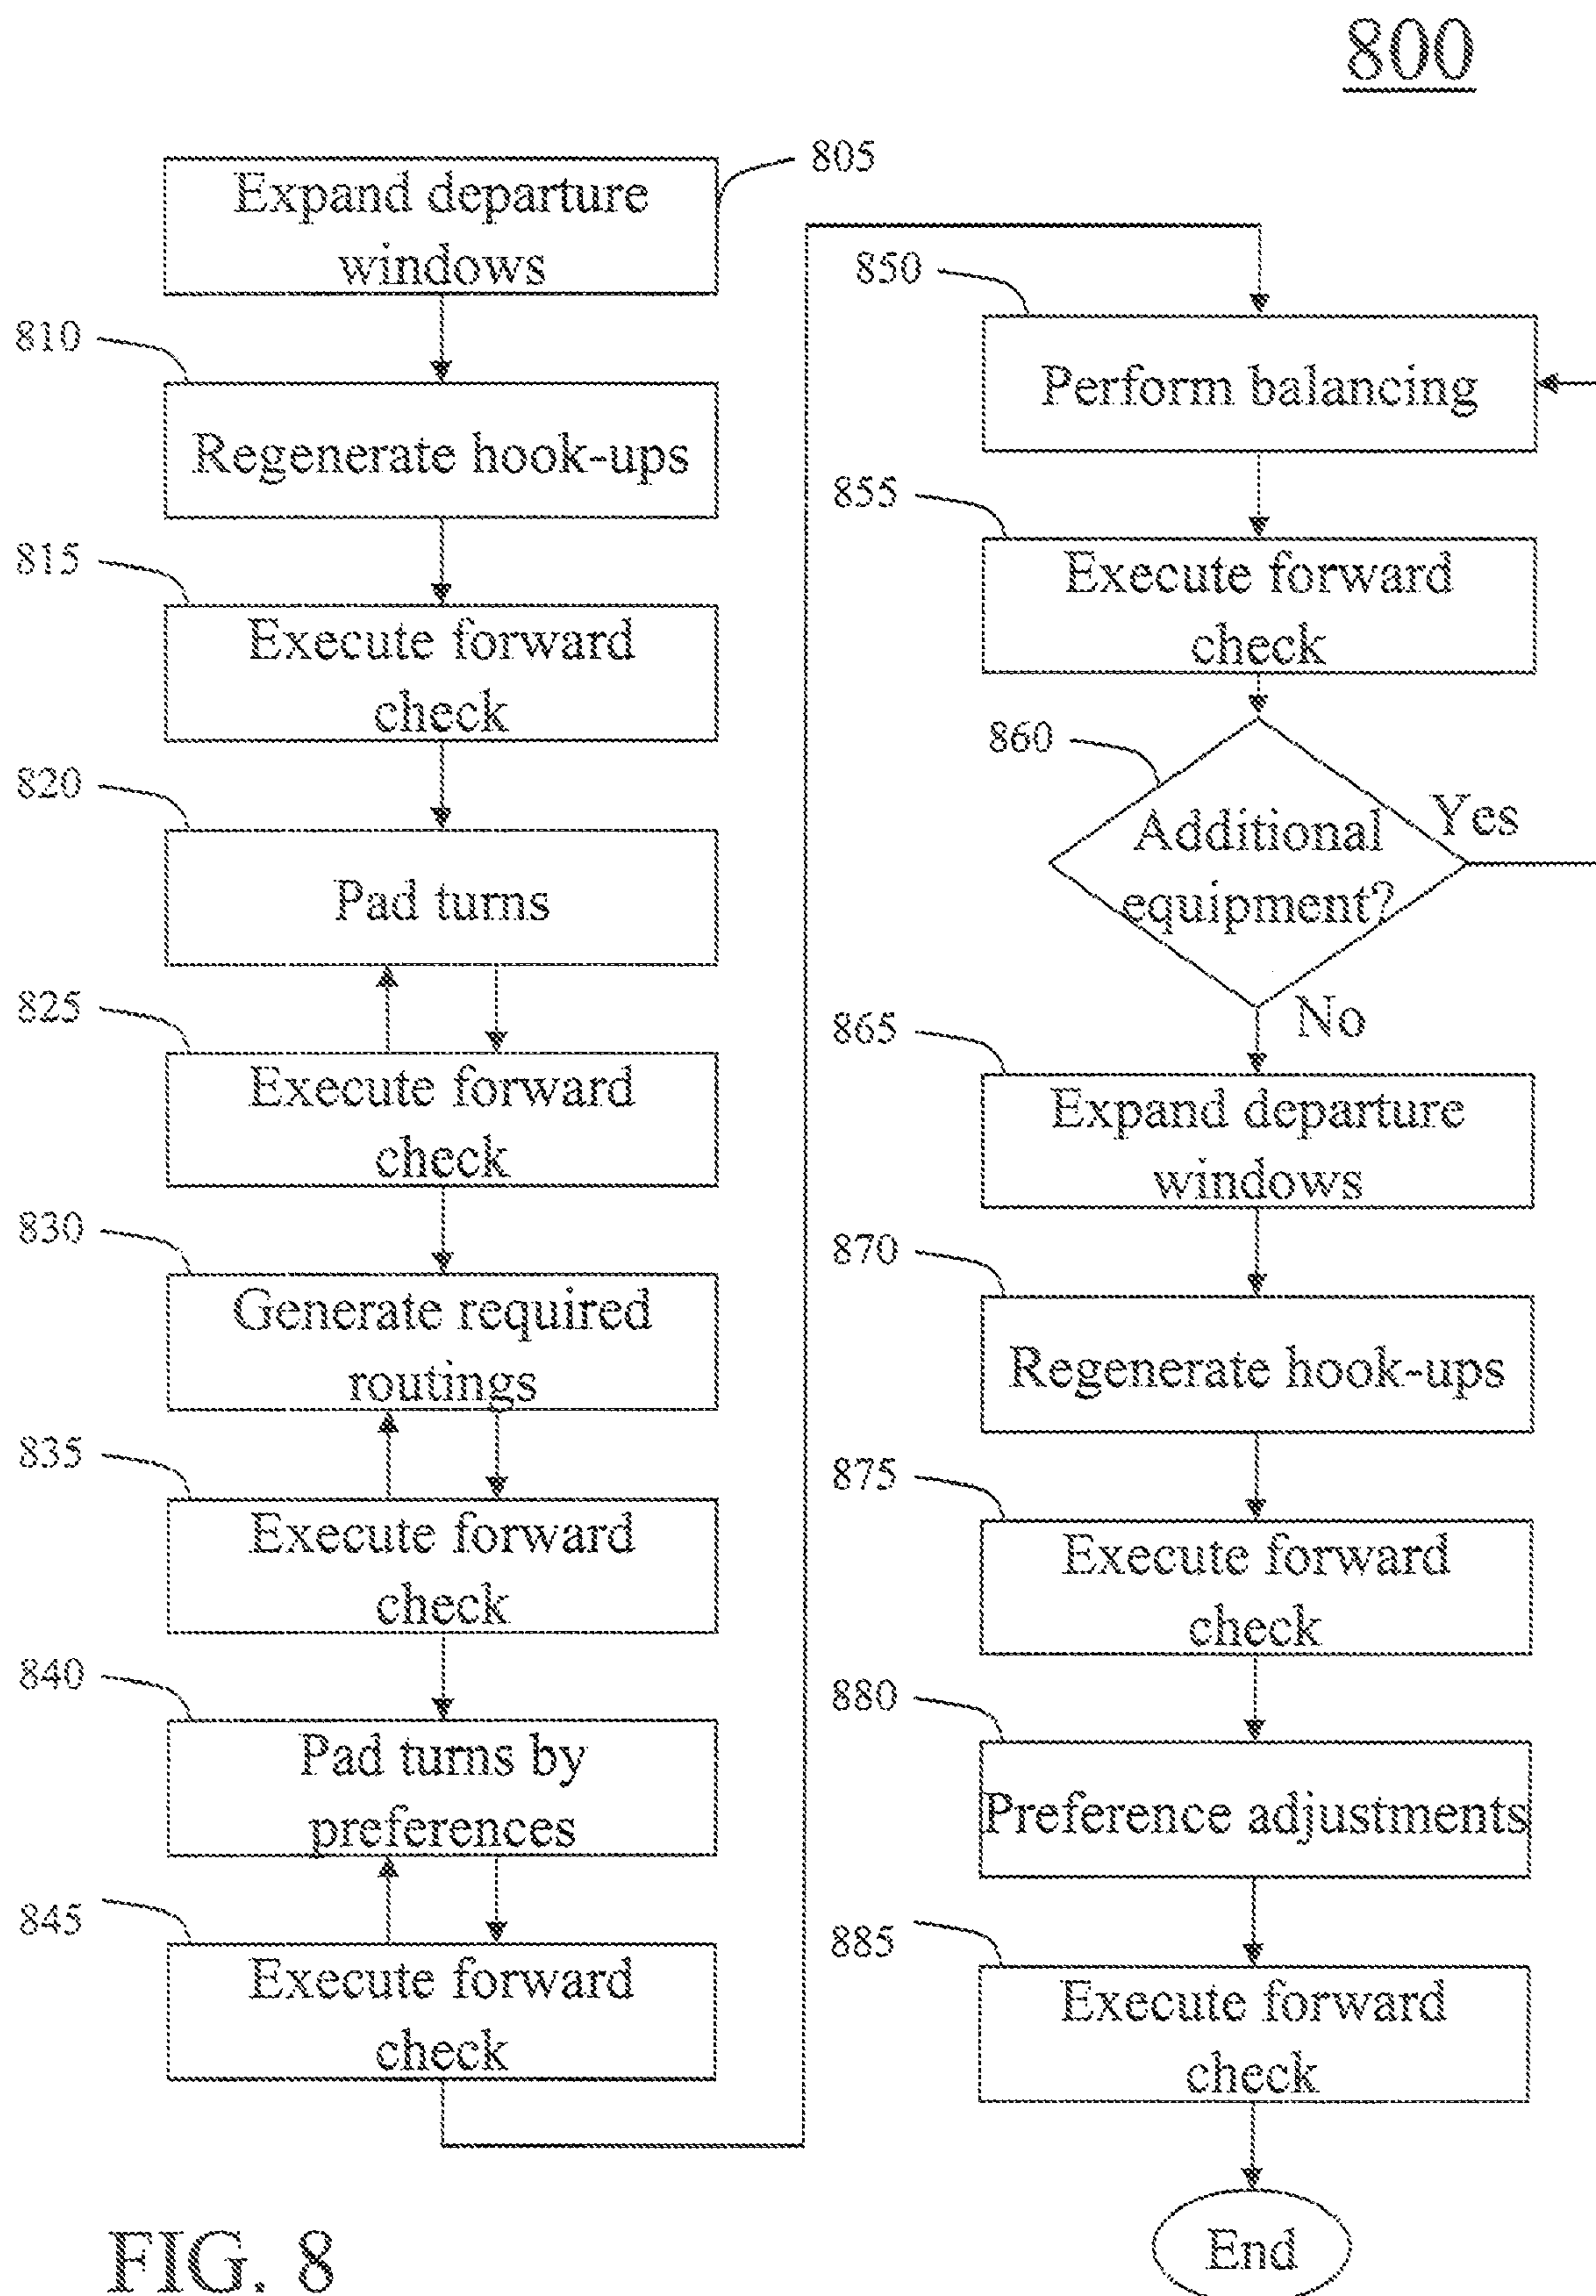 800
805
Expand departure
windows
810
Regenerate hook-ups
815
Execute forward
check
820
Pad turns
825
Execute forward
check
830
Generate required
routings
835
Execute forward
check
840
Pad turns by
preferences
845
Execute forward
check
850
Perform balancing
855
Execute forward
check
860
Additional
equipment?
Yes
No
865
Expand departure
windows
870
Regenerate hook-ups
875
Execute forward
check
880
Preference adjustments
885
Execute forward
check
End
FIG. 8